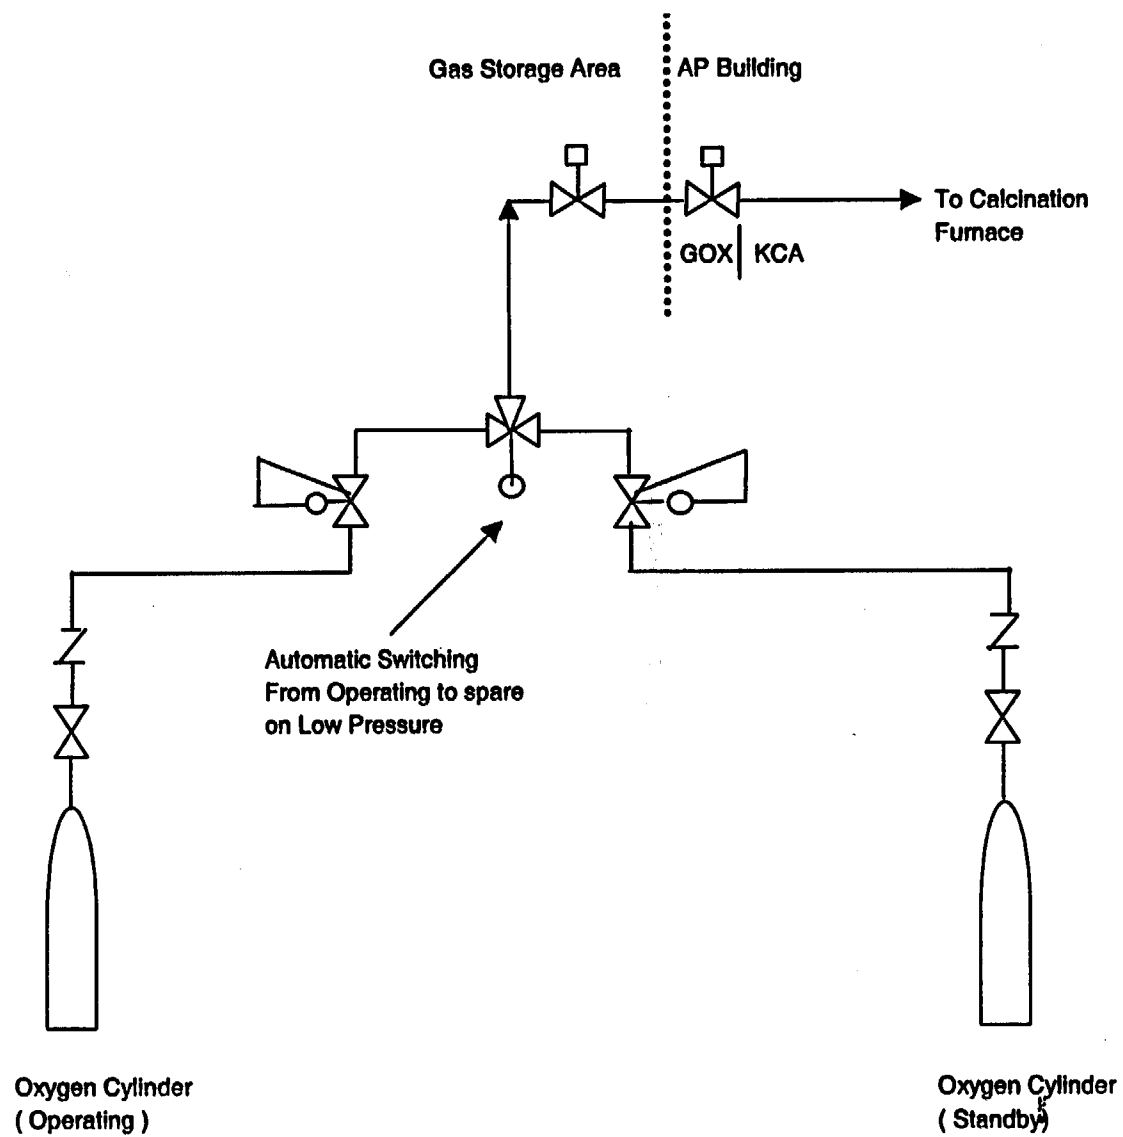 Gas Storage Area
AP Building
To Calcination
Furnace
GOX
KCA
Automatic Switching
From Operating to spare
on Low Pressure
Oxygen Cylinder
( Operating )
Oxygen Cylinder
( Standby)